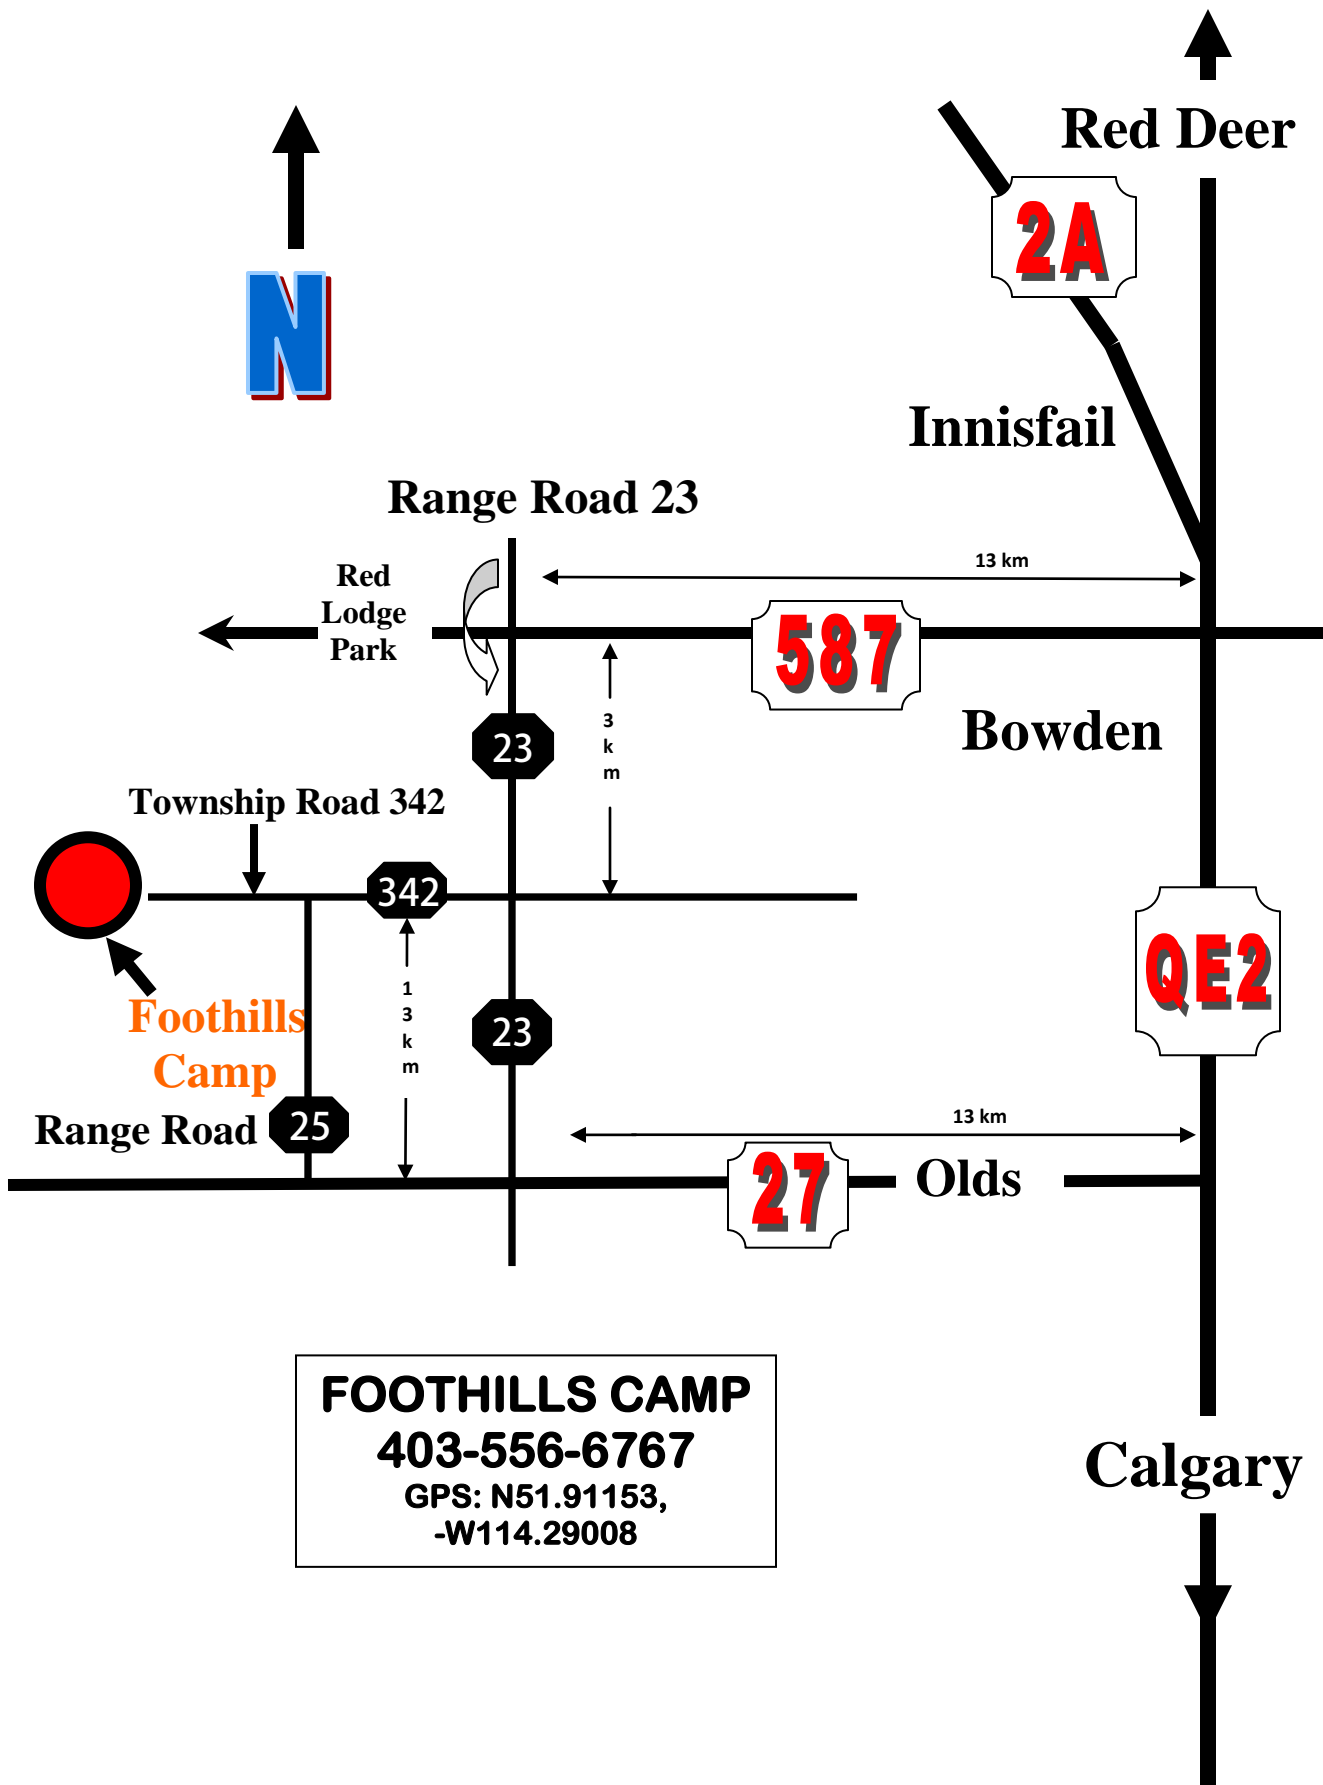 Red Deer
2A
N
Innisfail
Range Road 23
13 km
Red
Lodge
Park
587
3
k
m
Bowden
23
Township Road 342
342
QE2
1
3
k
m
Foothills
Camp
23
Range Road
25
13 km
27
Olds
FOOTHILLS CAMP
403-556-6767
GPS: N51.91153,
-W114.29008
Calgary